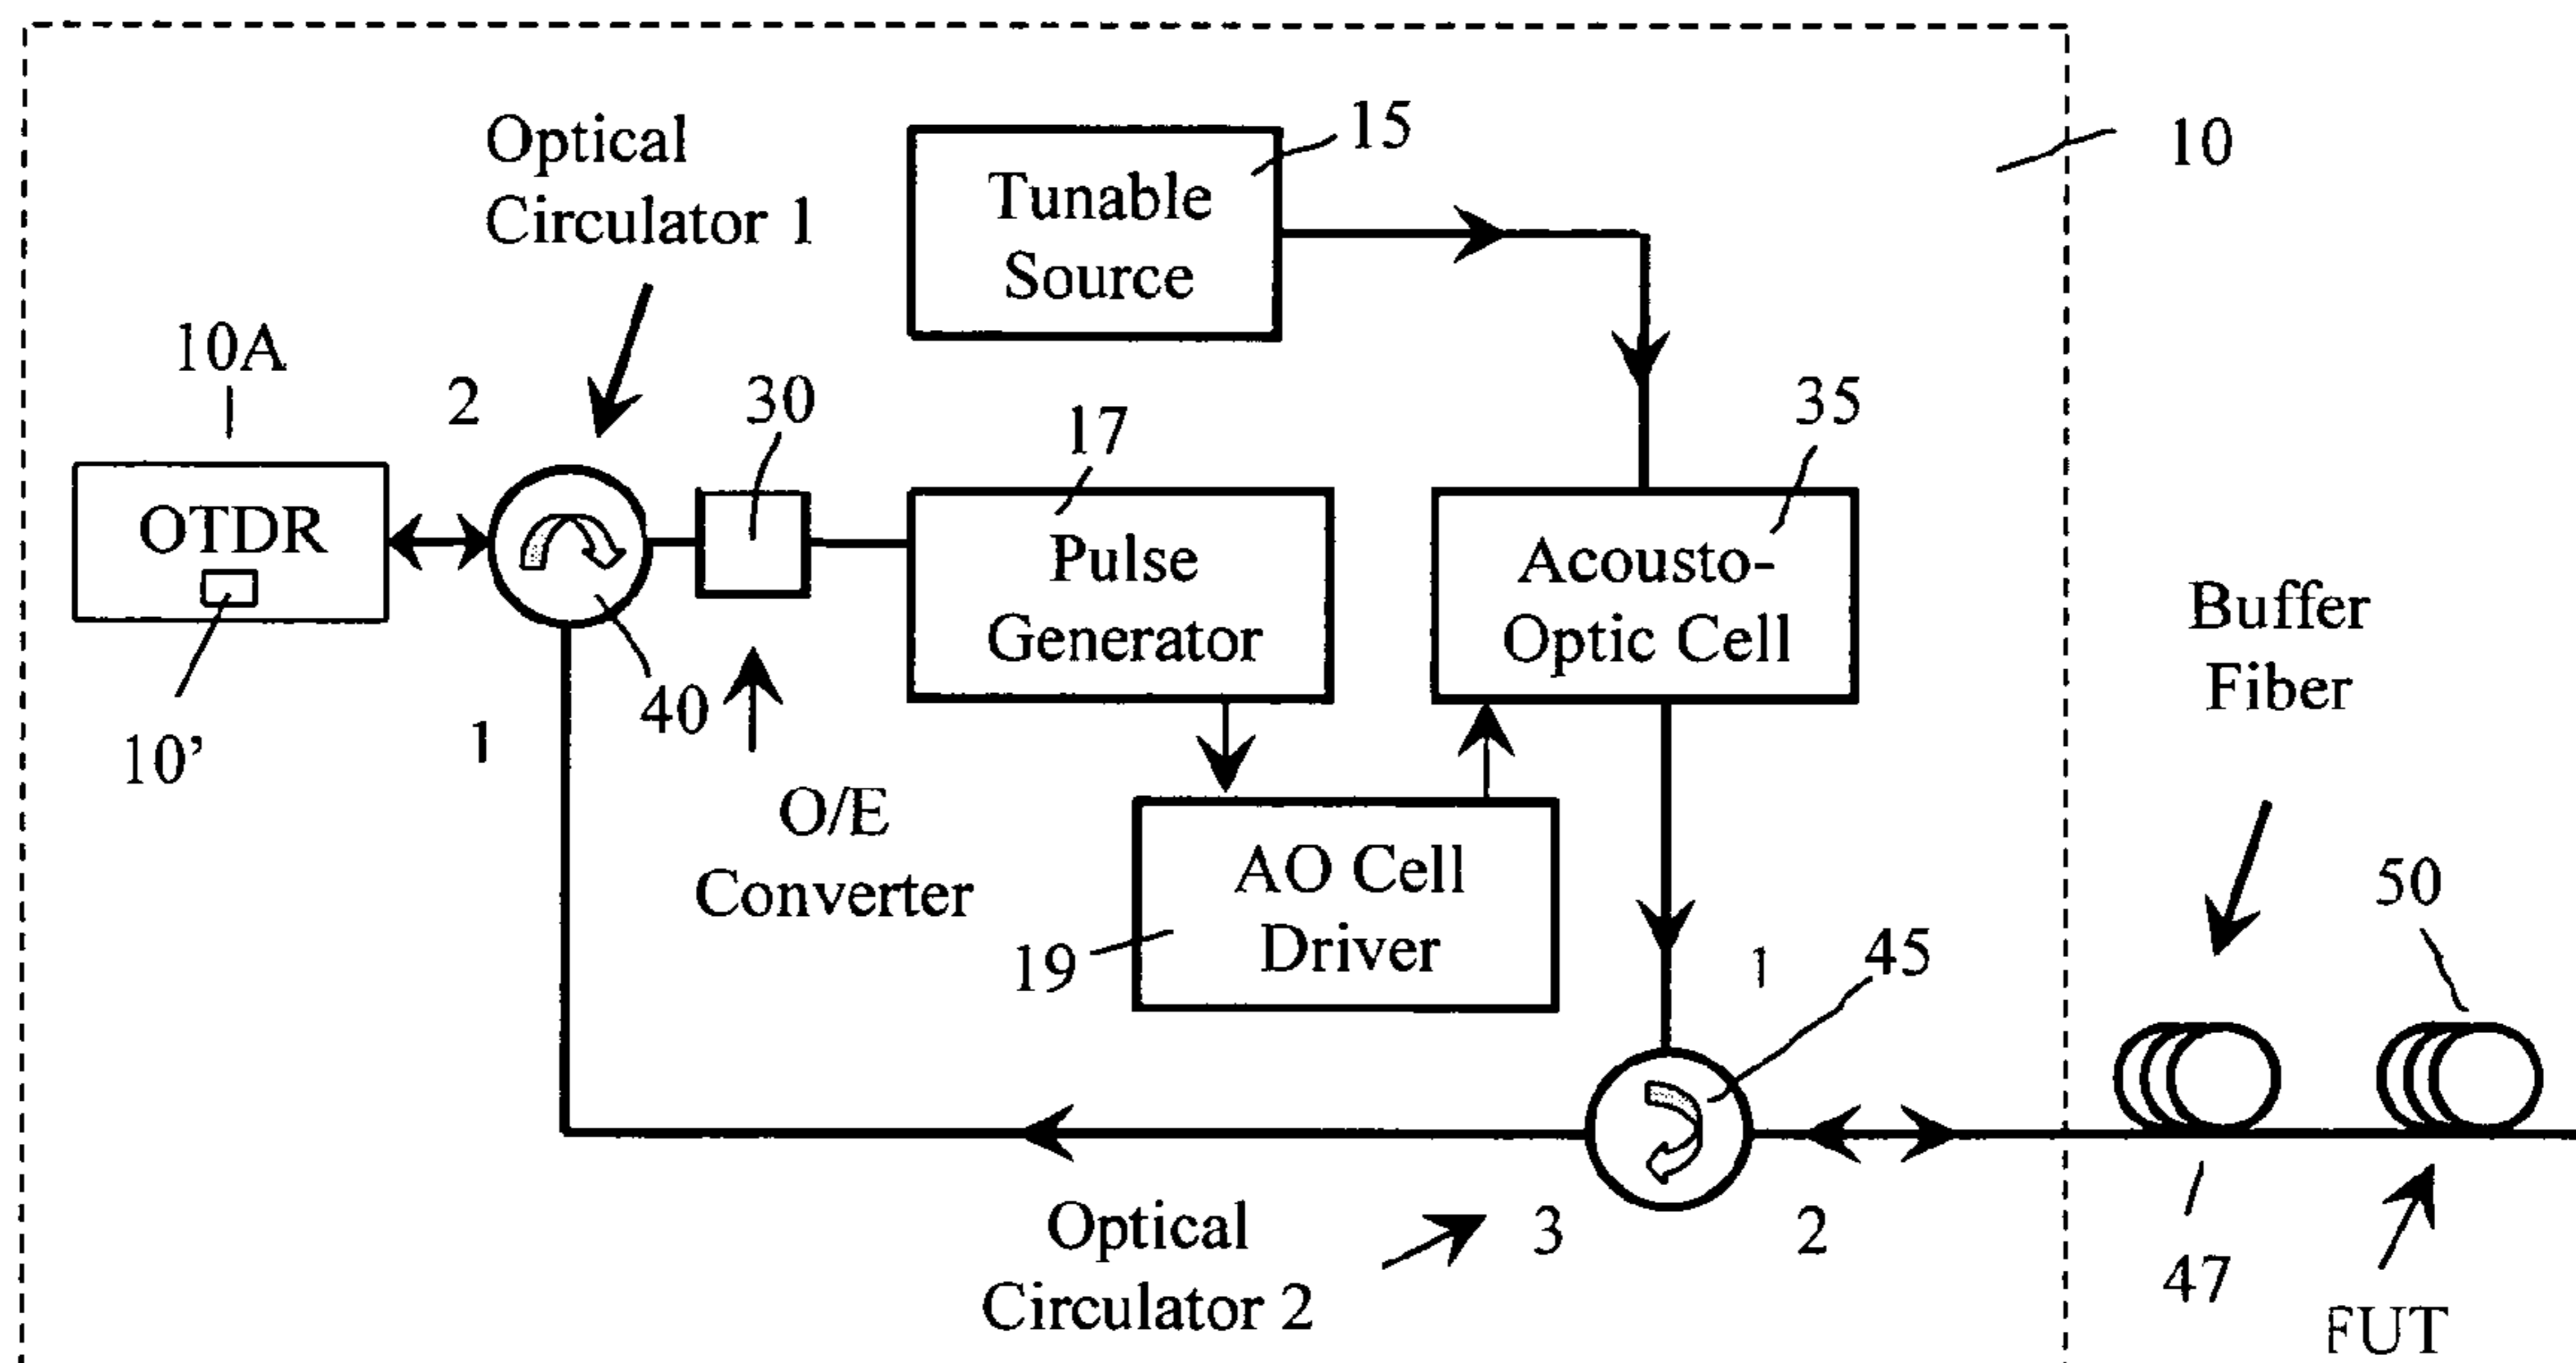 Optical
Circulator 1
Tunable
Source
15
10
10A
2
30
17
35
OTDR
Pulse
Generator
Acousto-
Optic Cell
Buffer
Fiber
10’
1
40
O/E
Converter
AO Cell
Driver
19
1
45
50
Optical
Circulator 2
3
2
47
FUT